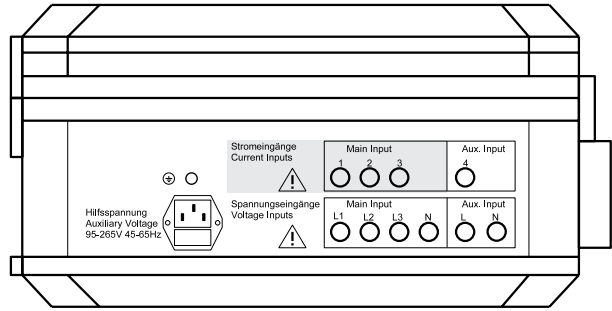 Stromeingänge
Current Inputs
Main Input
Aux. Input
1 2 3
4
Spannungseingänge
Voltage Inputs
Main Input
Aux. Input
L1 L2 L3 N
L N
Hilfsspannung
Auxiliary Voltage
95-265V 45-65Hz